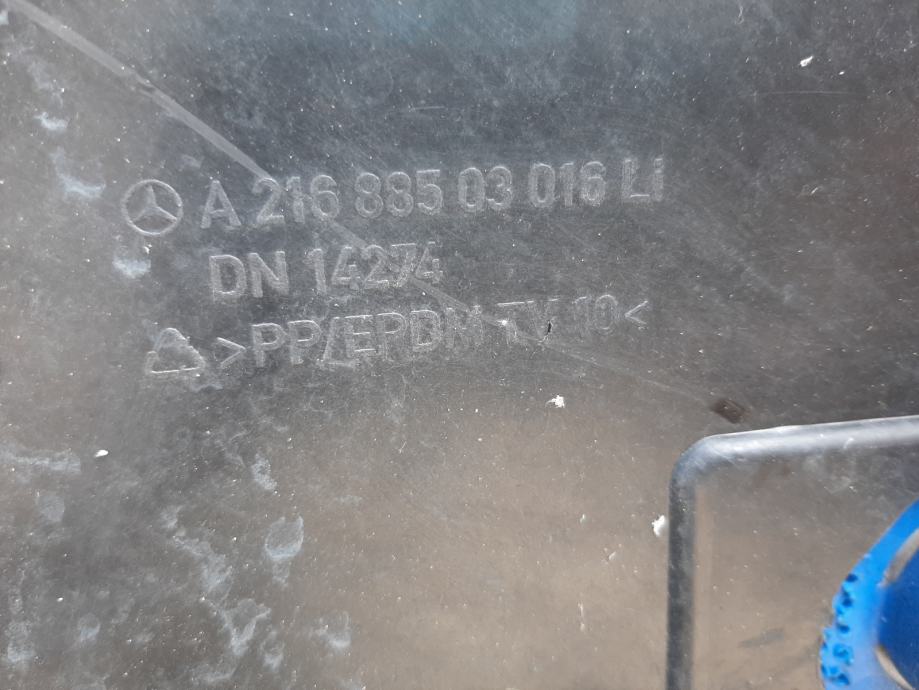 A 216 885 03 016 Li
DN 14274
>PP/EPDM TV 10<